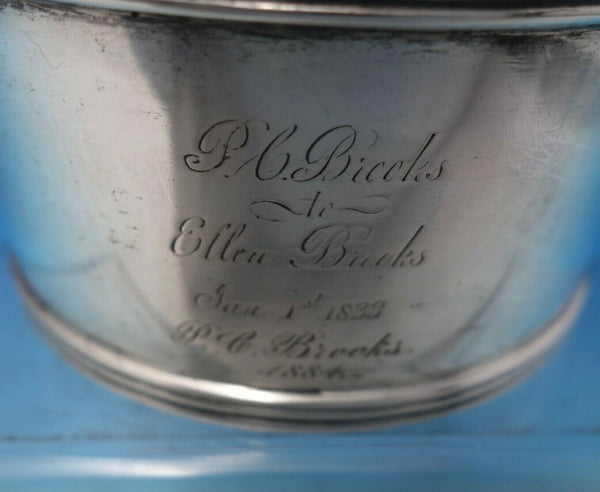 P. C. Brooks
to
Ellen Brooks
Jan 1st 1833
P. C. Brooks.
1884.